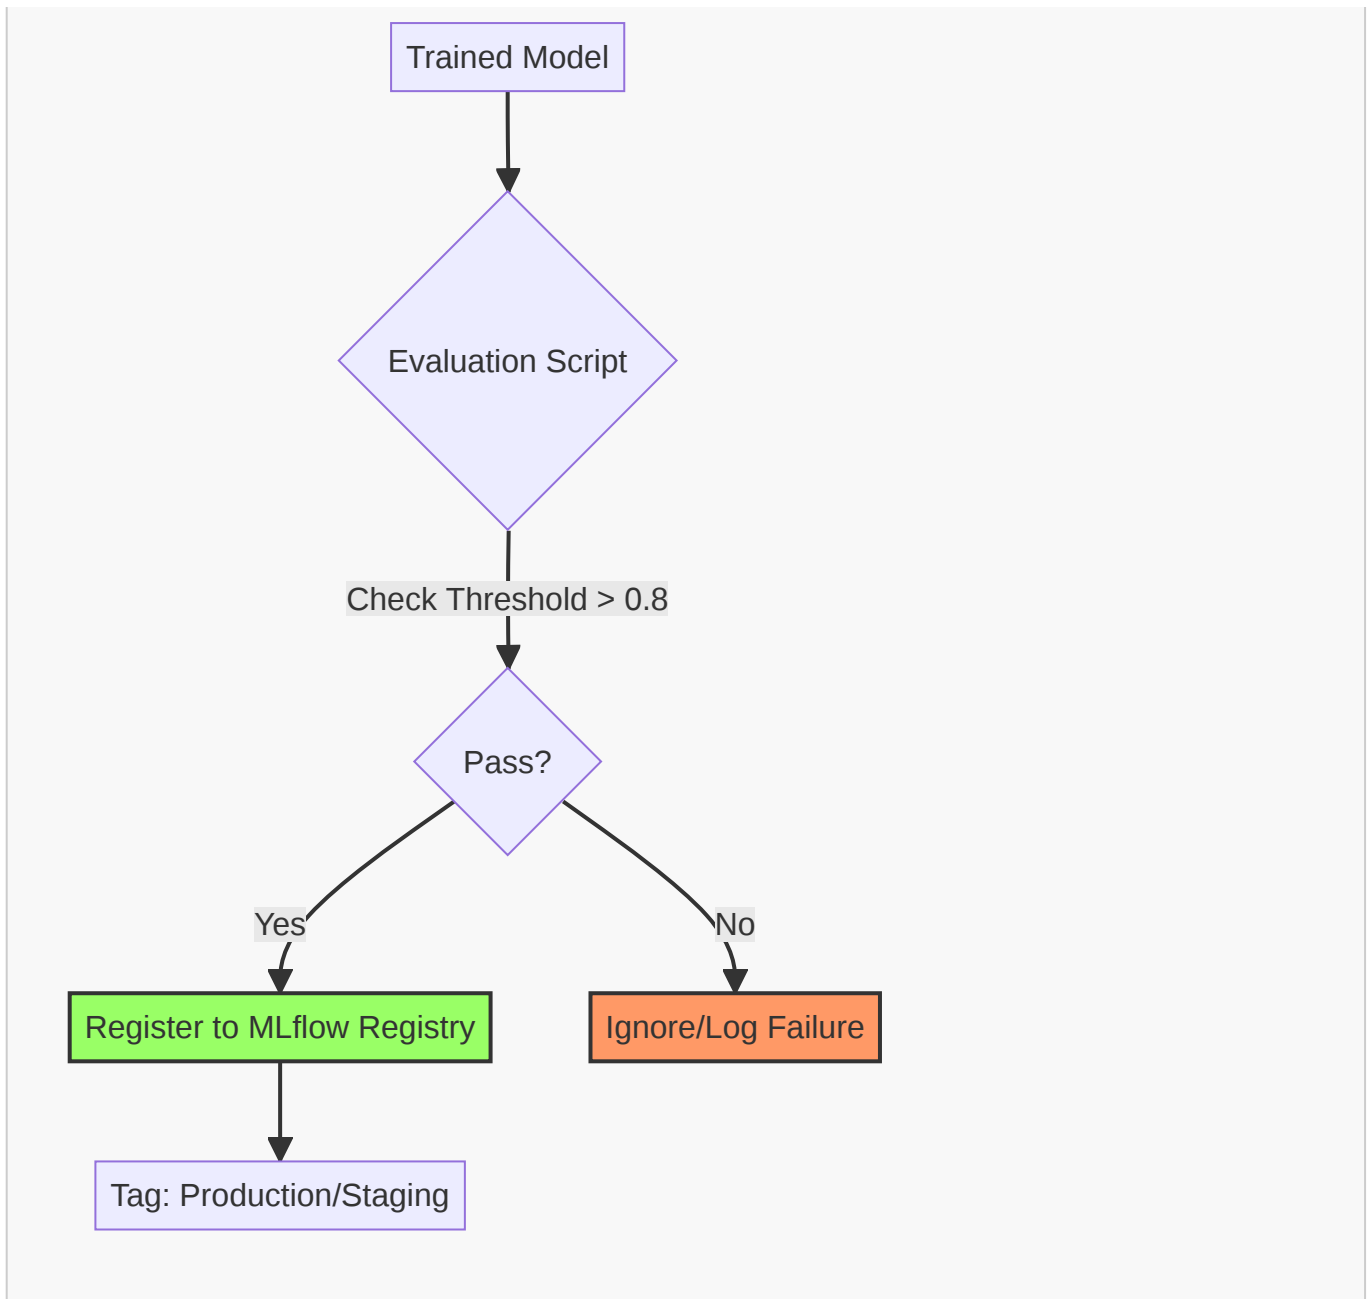 Trained Model
Evaluation Script
Check Threshold > 0.8
Pass?
Yes
No
Register to MLflow Registry
Ignore/Log Failure
Tag: Production/Staging